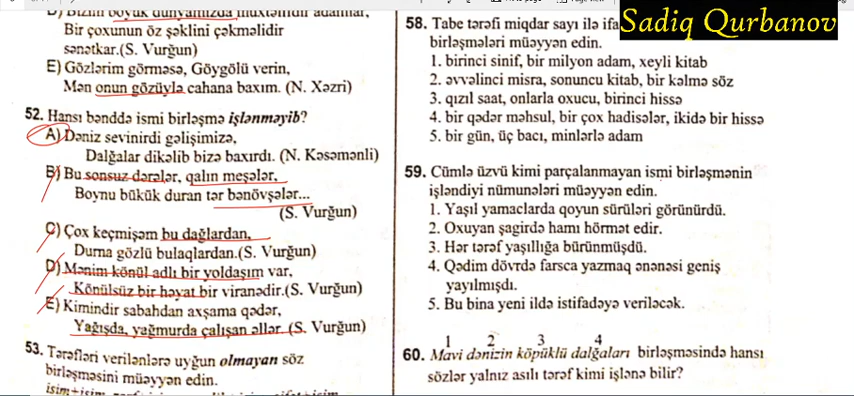 D) Bizim böyük dünyamızda möhtəşəm adamlar,
Bir çoxunun öz şəklini çəkməlidir
sənətkar.(S. Vurğun)
E) Gözlərim görməsə, Göygölü verin,
Mən onun gözüylə cahana baxım. (N. Xəzri)
52. Hansı bənddə ismi birləşmə işlənməyib?
A) Dəniz sevinirdi gəlişimizə,
Dalğalar dikəlib bizə baxırdı. (N. Kəsəmənli)
B) Bu sonsuz dərələr, qalın meşələr,
Boynu bükük duran tər bənövşələr...
(S. Vurğun)
C) Çox keçmişəm bu dağlardan,
Durna gözlü bulaqlardan.(S. Vurğun)
D) Mənim könül adlı bir yoldaşım var,
Könülsüz bir həyat bir viranədir.(S. Vurğun)
E) Kimindir sabahdan axşama qədər,
Yağışda, yağmurda çalışan əllər. (S. Vurğun)
53. Tərəfləri verilənlərə uyğun olmayan söz
birləşməsini müəyyən edin.
isim+isim,
58. Tabe tərəfi miqdar sayı ilə ifa
birləşmələri müəyyən edin.
1. birinci sinif, bir milyon adam, xeyli kitab
2. əvvəlinci misra, sonuncu kitab, bir kəlmə söz
3. qızıl saat, onlarla oxucu, birinci hissə
4. bir qədər məhsul, bir çox hadisələr, ikidə bir hissə
5. bir gün, üç bacı, minlərlə adam
59. Cümlə üzvü kimi parçalanmayan ismi birləşmənin
işləndiyi nümunələri müəyyən edin.
1. Yaşıl yamaclarda qoyun sürüləri görünürdü.
2. Oxuyan şagirdə hamı hörmət edir.
3. Hər tərəf yaşıllığa bürünmüşdü.
4. Qədim dövrdə farsca yazmaq ənənəsi geniş
yayılmışdı.
5. Bu bina yeni ildə istifadəyə veriləcək.
1 2 3 4
60. Mavi dənizin köpüklü dalğaları birləşməsində hansı
sözlər yalnız asılı tərəf kimi işlənə bilir?
Sadiq Qurbanov